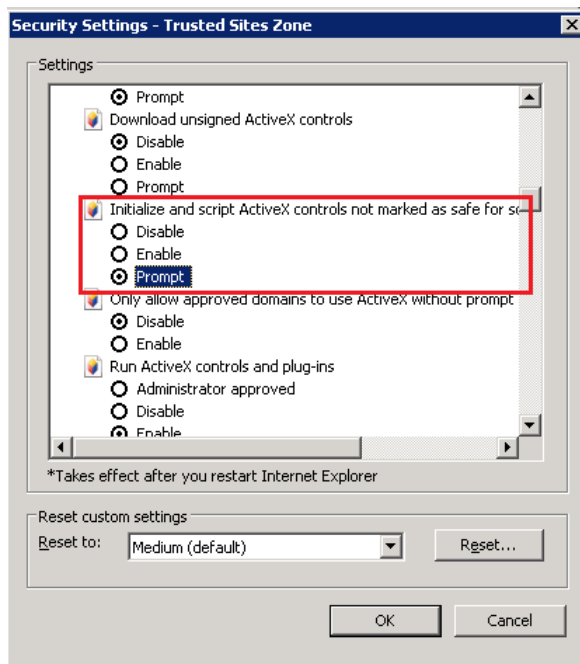 Security Settings - Trusted Sites Zone
Settings
Prompt
Download unsigned ActiveX controls
Disable
Enable
Prompt
Initialize and script ActiveX controls not marked as safe for
Disable
Enable
Prompt
Only allow approved domains to use ActiveX without prompt
Disable
Enable
Run ActiveX controls and plug-ins
Administrator approved
Disable
Enable
*Takes effect after you restart Internet Explorer
Reset custom settings
Reset to: Medium (default) Reset...
OK Cancel